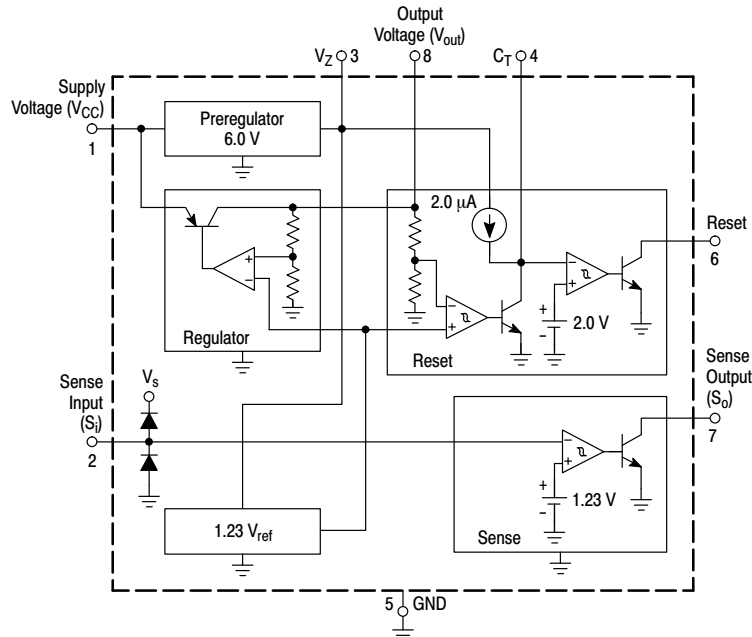 Output
Voltage (Vout)
VZ 3
8
CT 4
Supply
Voltage (VCC)
1
Preregulator
6.0 V
2.0 µA
Reset
6
+
−
Regulator
−
+
−
+
+
−
2.0 V
Reset
Sense
Input
(Si)
2
Vs
Sense
Output
(So)
7
−
+
+
−
1.23 V
1.23 Vref
Sense
5 GND